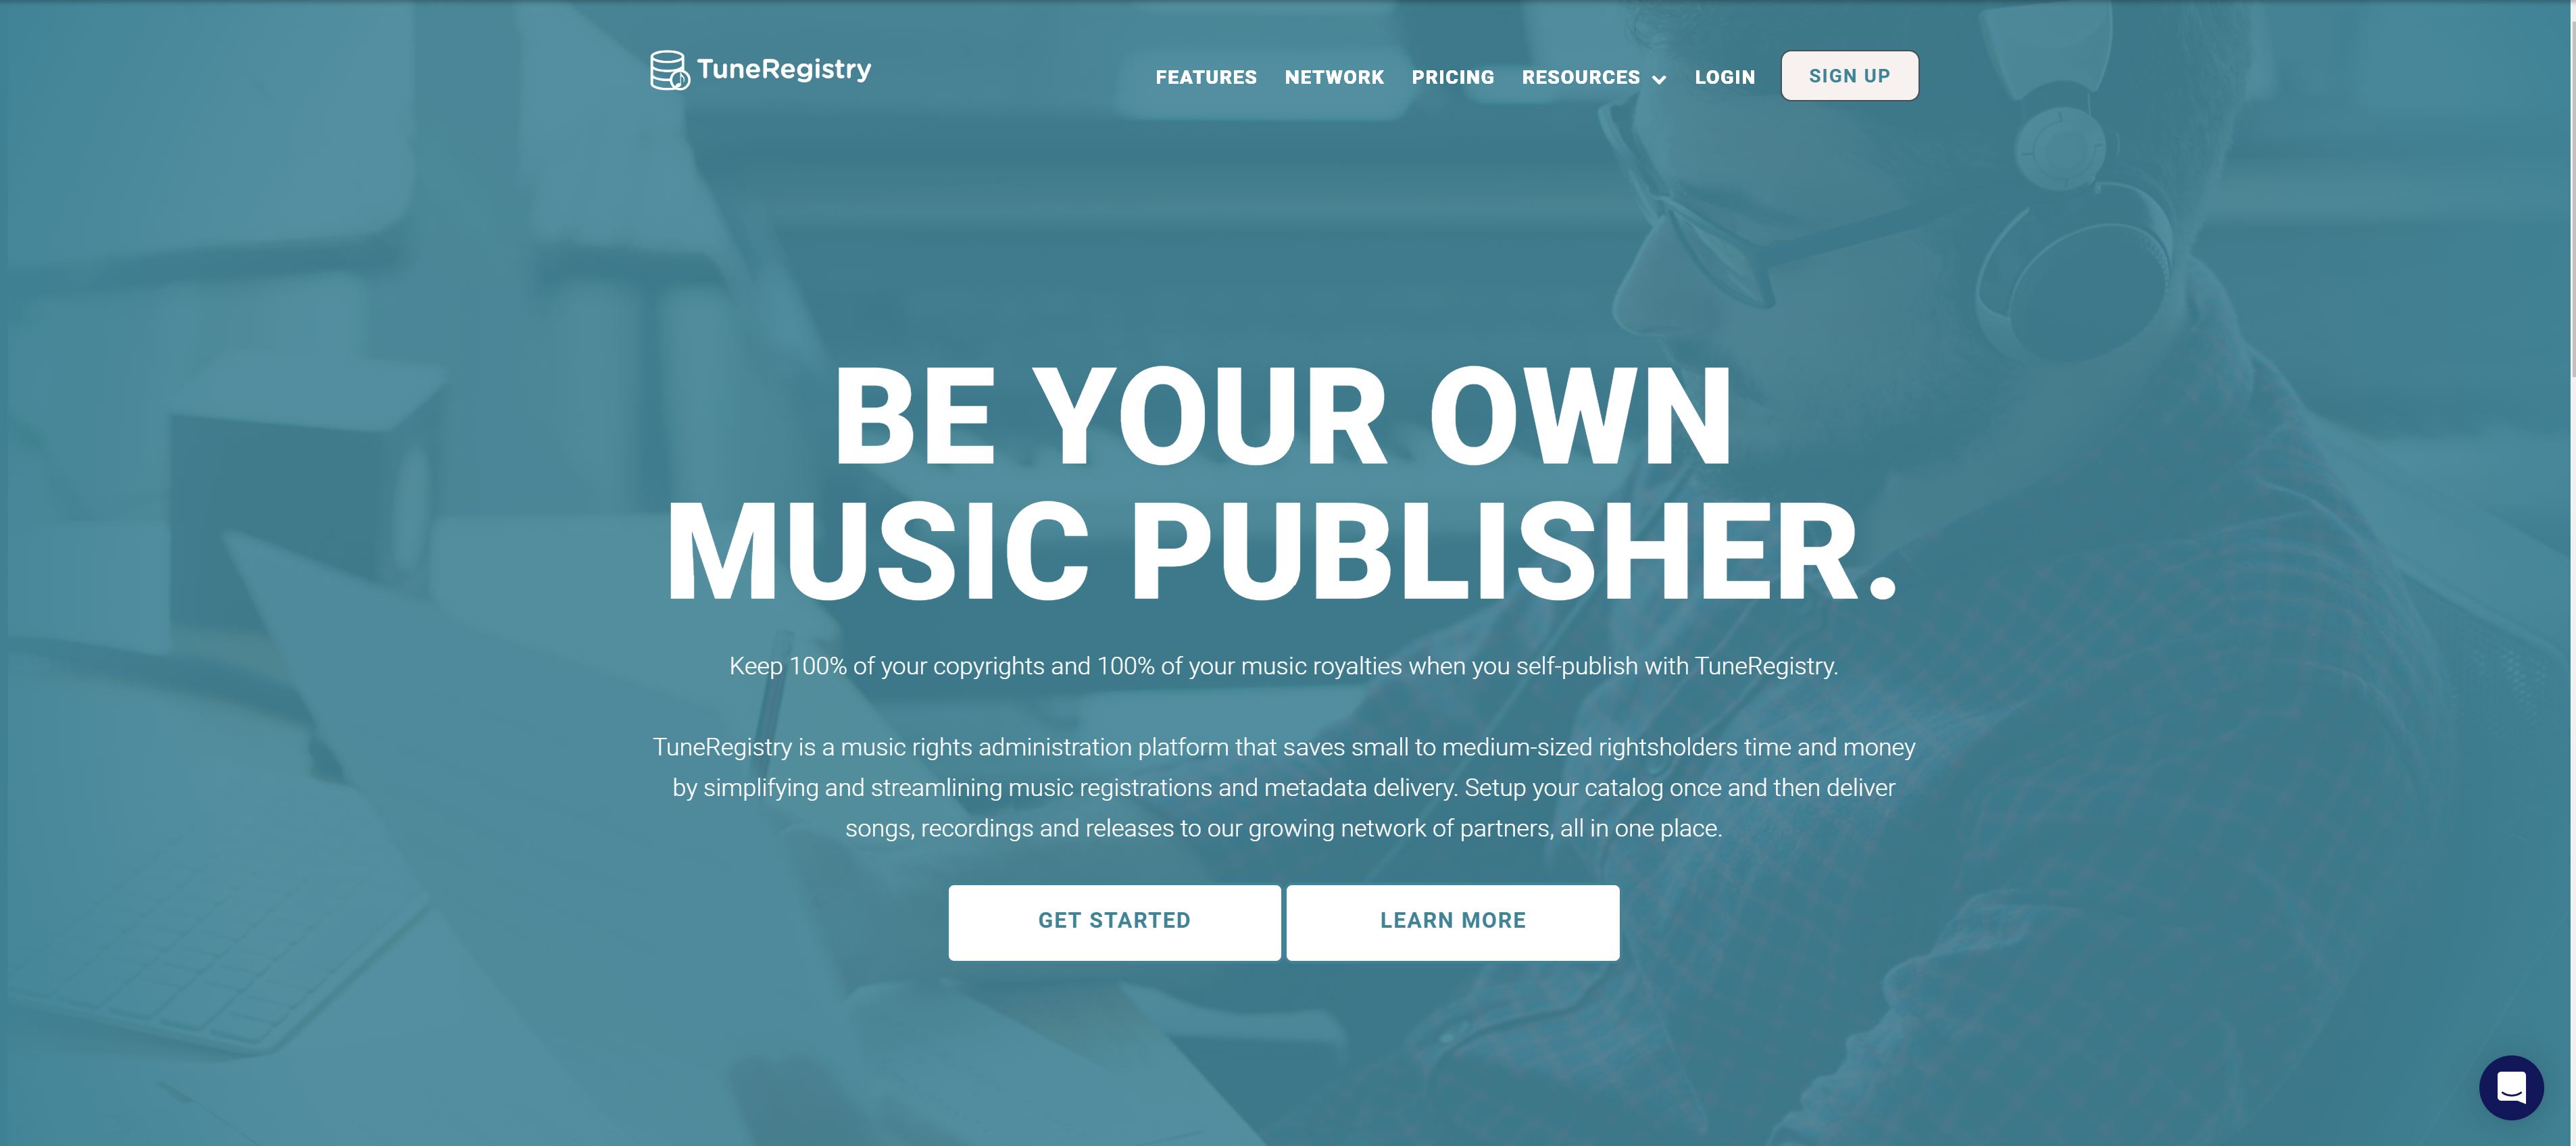 TuneRegistry
FEATURES
NETWORK
PRICING
RESOURCES
LOGIN
SIGN UP
BE YOUR OWN
MUSIC PUBLISHER.
Keep 100% of your copyrights and 100% of your music royalties when you self-publish with TuneRegistry.
TuneRegistry is a music rights administration platform that saves small to medium-sized rightsholders time and money
by simplifying and streamlining music registrations and metadata delivery. Setup your catalog once and then deliver
songs, recordings and releases to our growing network of partners, all in one place.
GET STARTED
LEARN MORE